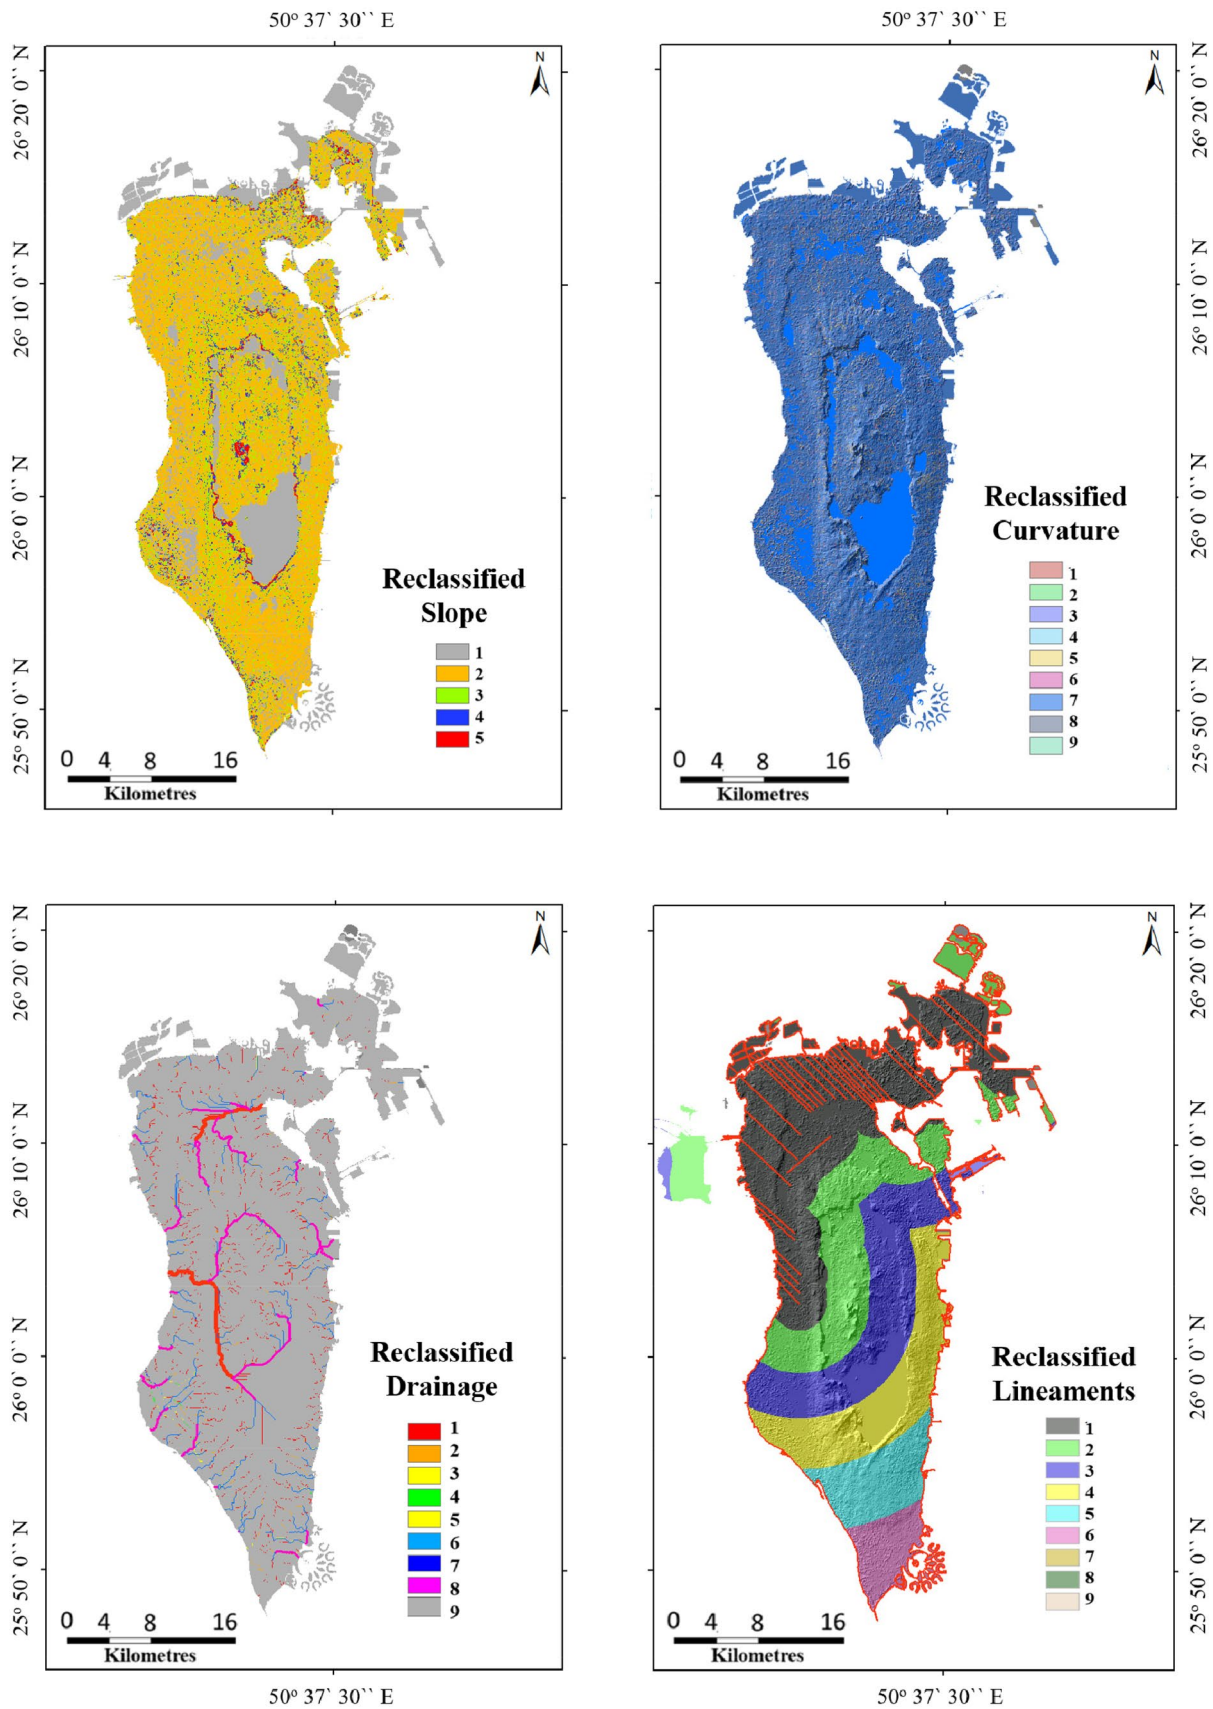 50º 37` 30`` E
50º 37` 30`` E
26º 20` 0`` N
26º 10` 0`` N
26º 0` 0`` N
25º 50` 0`` N
N
Reclassified
Slope
1
2
3
4
5
0 4 8 16
Kilometres
N
Reclassified
Curvature
1
2
3
4
5
6
7
8
9
0 4 8 16
Kilometres
26º 20` 0`` N
26º 10` 0`` N
26º 0` 0`` N
25º 50` 0`` N
26º 20` 0`` N
26º 10` 0`` N
26º 0` 0`` N
25º 50` 0`` N
N
Reclassified
Drainage
1
2
3
4
5
6
7
8
9
0 4 8 16
Kilometres
N
Reclassified
Lineaments
1
2
3
4
5
6
7
8
9
0 4 8 16
Kilometres
26º 20` 0`` N
26º 10` 0`` N
26º 0` 0`` N
25º 50` 0`` N
50º 37` 30`` E
50º 37` 30`` E